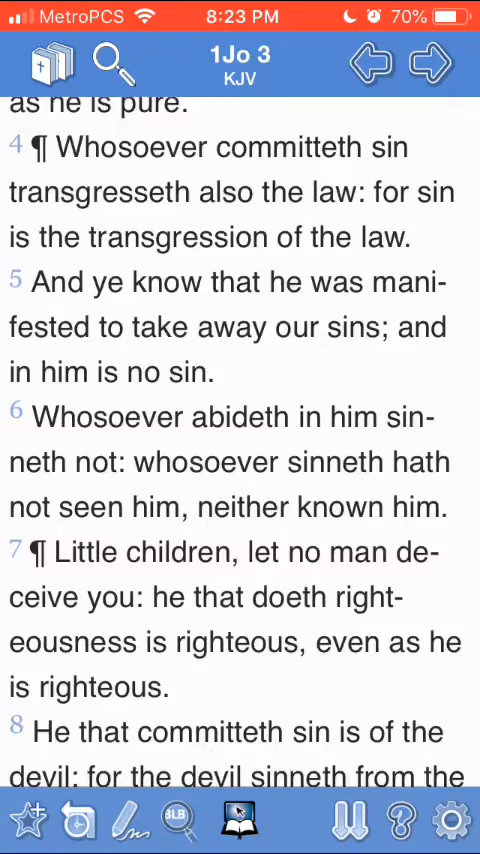 MetroPCS 8:23 PM 70%
1Jo 3
KJV
as he is pure.
4 ¶ Whosoever committeth sin
transgresseth also the law: for sin
is the transgression of the law.
5 And ye know that he was mani-
fested to take away our sins; and
in him is no sin.
6 Whosoever abideth in him sin-
neth not: whosoever sinneth hath
not seen him, neither known him.
7 ¶ Little children, let no man de-
ceive you: he that doeth right-
eousness is righteous, even as he
is righteous.
8 He that committeth sin is of the
devil; for the devil sinneth from the
BLB